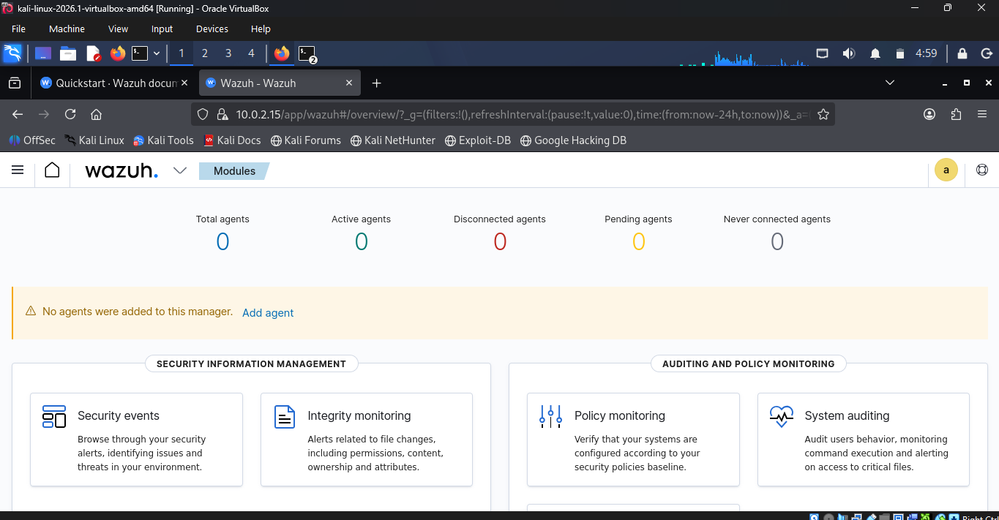 kali-linux-2026.1-virtualbox-amd64 [Running] - Oracle VirtualBox
File Machine View Input Devices Help
1 2 3 4 2 4:59
Quickstart · Wazuh docum Wazuh - Wazuh
10.0.2.15/app/wazuh#/overview/?_g=(filters:!(),refreshInterval:(pause:!t,value:0),time:(from:now-24h,to:now))&_a=
OffSec Kali Linux Kali Tools Kali Docs Kali Forums Kali NetHunter Exploit-DB Google Hacking DB
wazuh. Modules a
Total agents Active agents Disconnected agents Pending agents Never connected agents
0 0 0 0 0
No agents were added to this manager. Add agent
SECURITY INFORMATION MANAGEMENT
Security events
Browse through your security
alerts, identifying issues and
threats in your environment.
Integrity monitoring
Alerts related to file changes,
including permissions, content,
ownership and attributes.
AUDITING AND POLICY MONITORING
Policy monitoring
Verify that your systems are
configured according to your
security policies baseline.
System auditing
Audit users behavior, monitoring
command execution and alerting
on access to critical files.
Right Ctrl